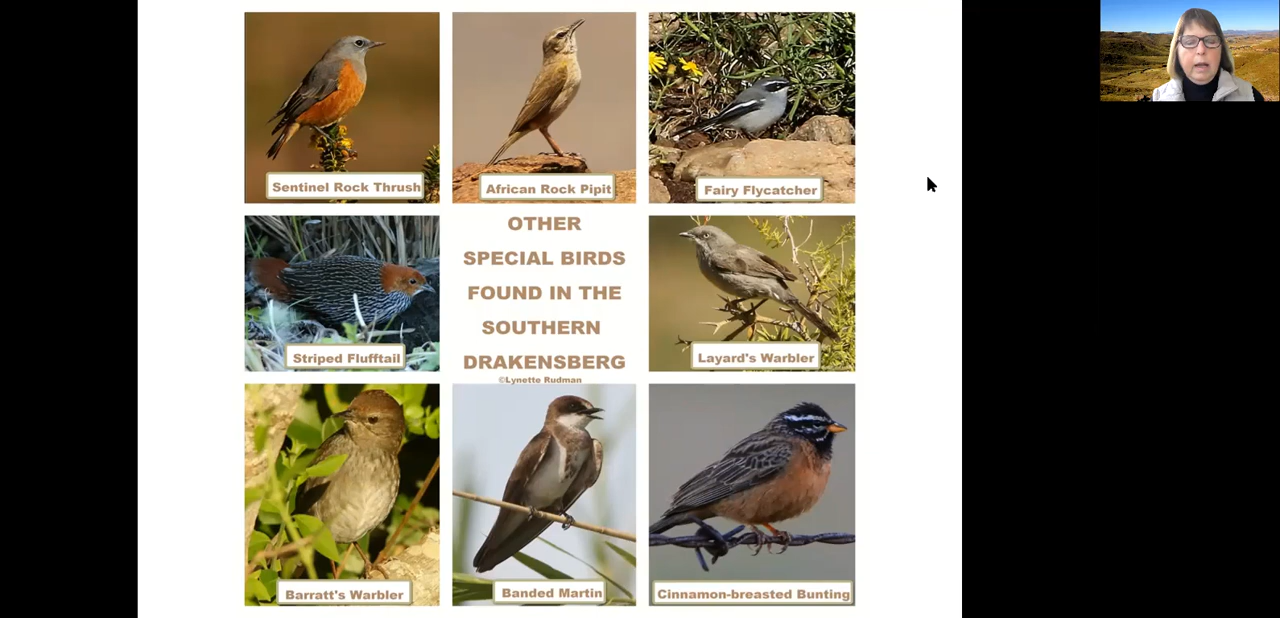 Sentinel Rock Thrush
African Rock Pipit
Fairy Flycatcher
OTHER
SPECIAL BIRDS
FOUND IN THE
SOUTHERN
DRAKENSBERG
©Lynette Rudman
Striped Flufftail
Layard's Warbler
Barratt's Warbler
Banded Martin
Cinnamon-breasted Bunting